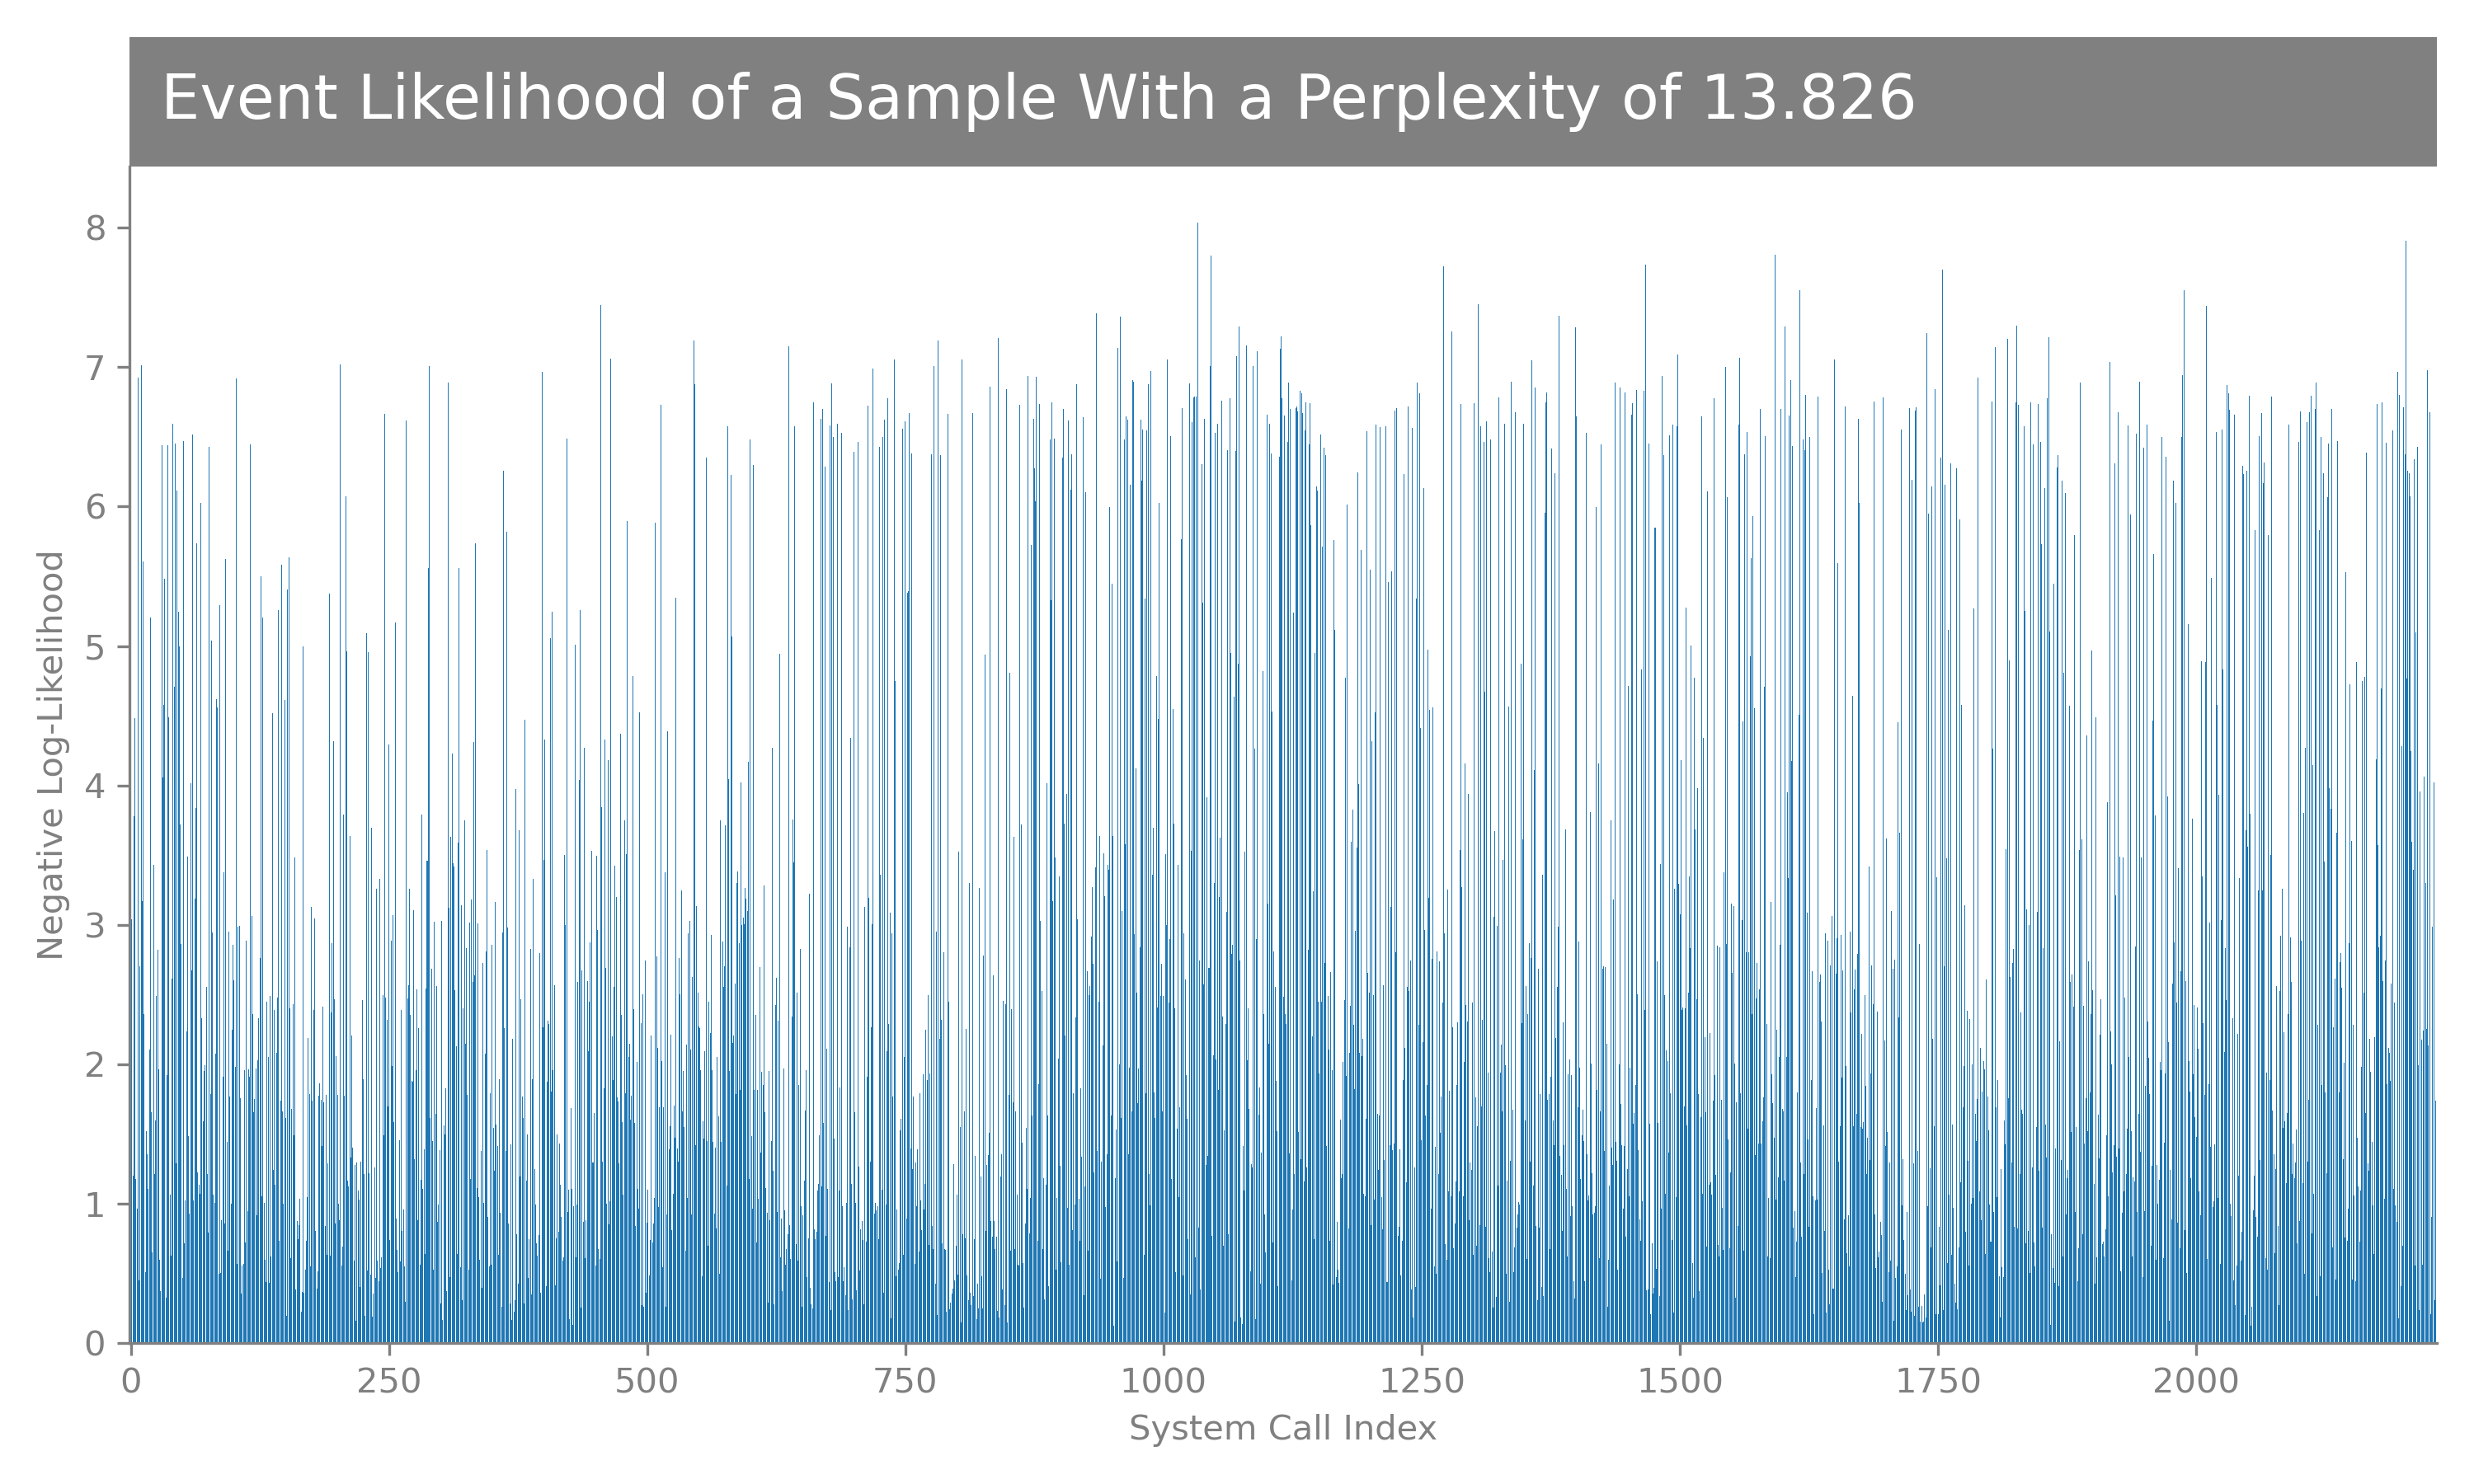 Event Likelihood of a Sample With a Perplexity of 13.826
8
7
6
5
4
3
2
1
0
Negative Log-Likelihood
0 250 500 750 1000 1250 1500 1750 2000
System Call Index